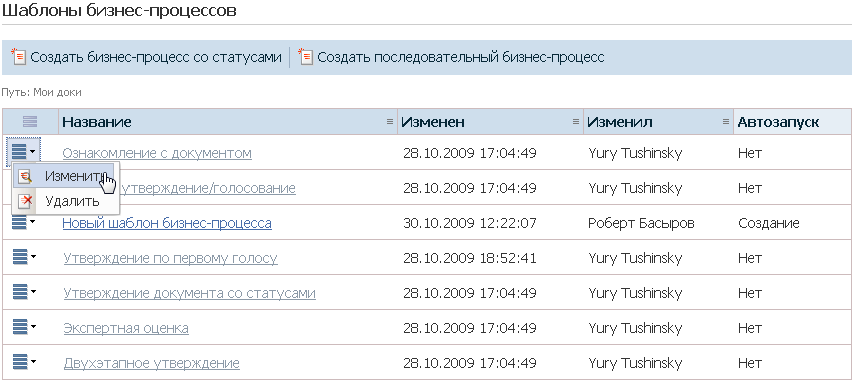 Шаблоны бизнес-процессов
Создать бизнес-процесс со статусами Создать последовательный бизнес-процесс
Путь: Мои доки
Название Изменен Изменил Автозапуск
Ознакомление с документом 28.10.2009 17:04:49 Yury Tushinsky Нет
Изменить
утверждение/голосование 28.10.2009 17:04:49 Yury Tushinsky Нет
Удалить
Новый шаблон бизнес-процесса 30.10.2009 12:22:07 Роберт Басыров Создание
Утверждение по первому голосу 28.10.2009 18:52:41 Yury Tushinsky Нет
Утверждение документа со статусами 28.10.2009 17:04:49 Yury Tushinsky Нет
Экспертная оценка 28.10.2009 17:04:49 Yury Tushinsky Нет
Двухэтапное утверждение 28.10.2009 17:04:49 Yury Tushinsky Нет